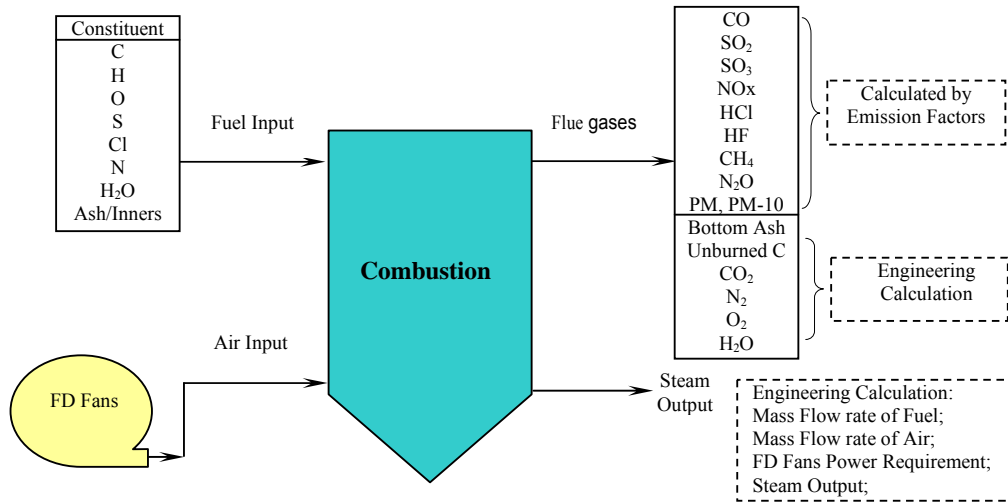 Constituent
C
H
O
S
Cl
N
H₂O
Ash/Inners
Fuel Input
Flue gases
CO
SO₂
SO₃
NOx
HCl
HF
CH₄
N₂O
PM, PM-10
Calculated by
Emission Factors
Bottom Ash
Unburned C
CO₂
N₂
O₂
H₂O
Engineering
Calculation
Combustion
Air Input
FD Fans
Steam
Output
Engineering Calculation:
Mass Flow rate of Fuel;
Mass Flow rate of Air;
FD Fans Power Requirement;
Steam Output;